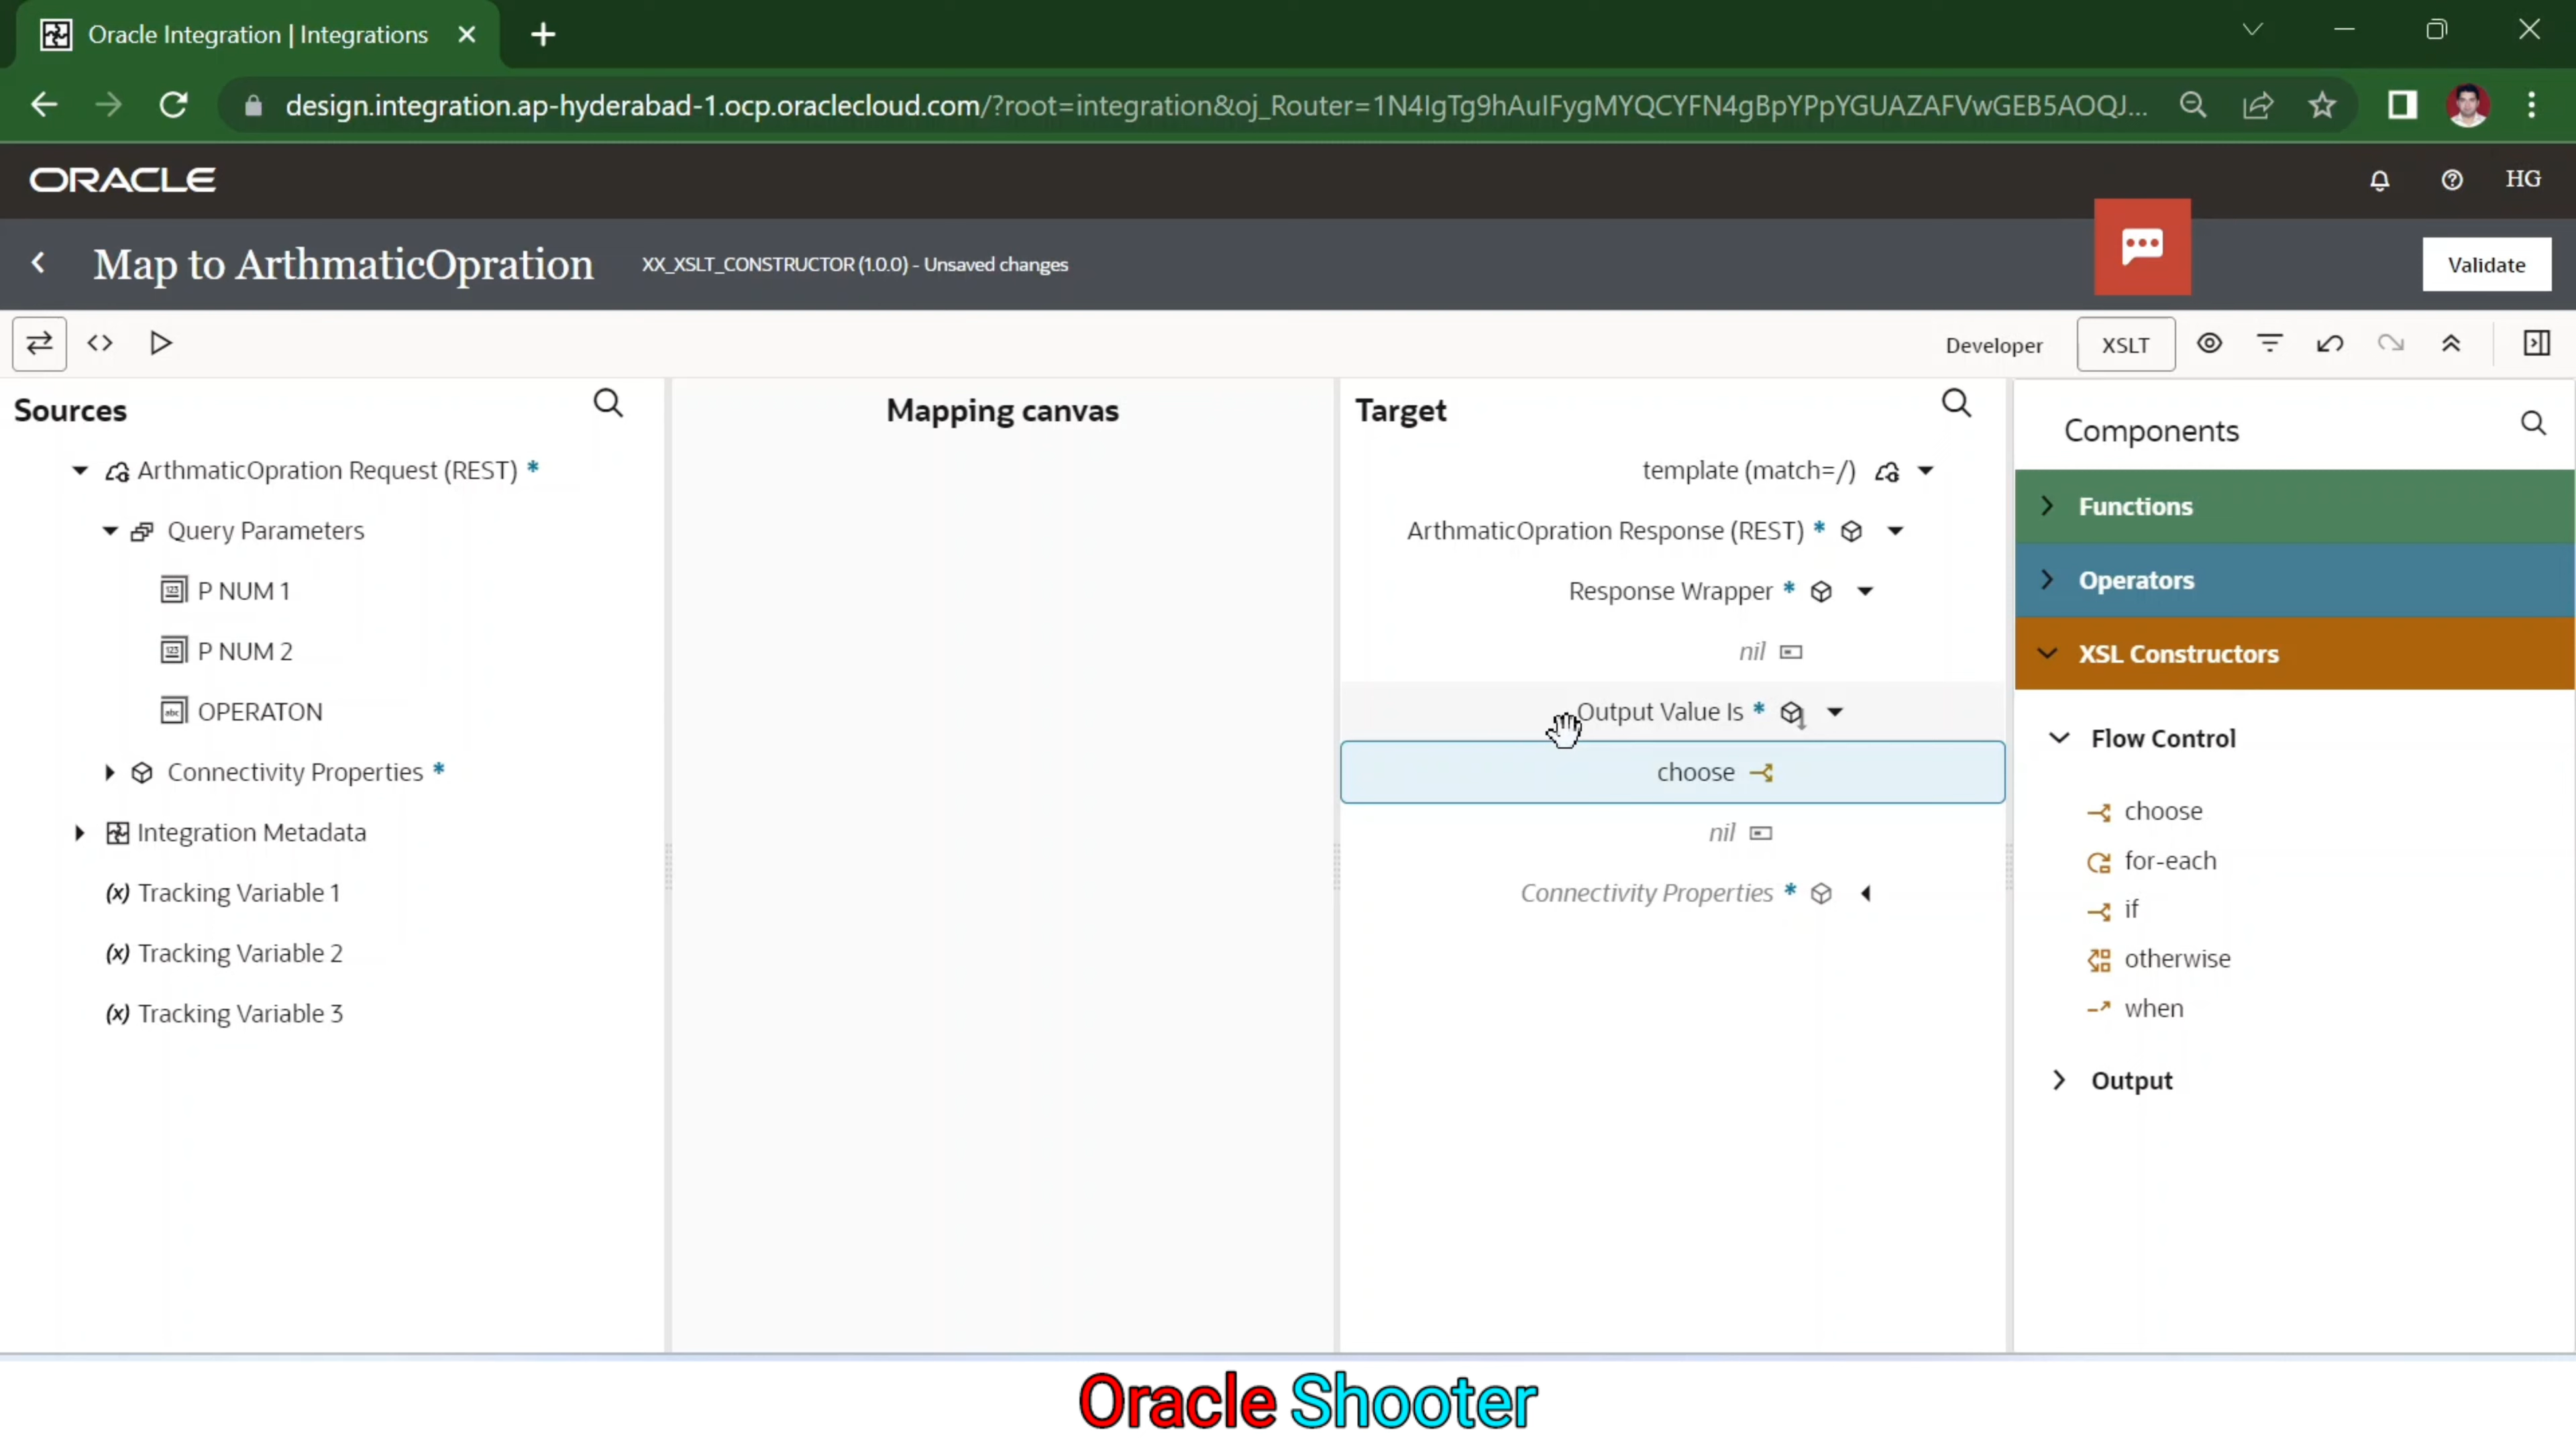 Oracle Integration | Integrations
design.integration.ap-hyderabad-1.ocp.oraclecloud.com/?root=integration&oj_Router=1N4IgTg9hAuIFygMYQCYFN4gBpYPpYGUAZAFVwGEB5AOQJ...
ORACLE
HG
Map to ArthmaticOpration
XX_XSLT_CONSTRUCTOR (1.0.0) - Unsaved changes
Validate
Developer
XSLT
Sources
ArthmaticOpration Request (REST) *
Query Parameters
123 P NUM 1
123 P NUM 2
abc OPERATON
Connectivity Properties *
Integration Metadata
(x) Tracking Variable 1
(x) Tracking Variable 2
(x) Tracking Variable 3
Mapping canvas
Target
template (match=/)
ArthmaticOpration Response (REST) *
Response Wrapper *
nil
Output Value Is *
choose
nil
Connectivity Properties *
Components
Functions
Operators
XSL Constructors
Flow Control
choose
for-each
if
otherwise
when
Output
Oracle Shooter